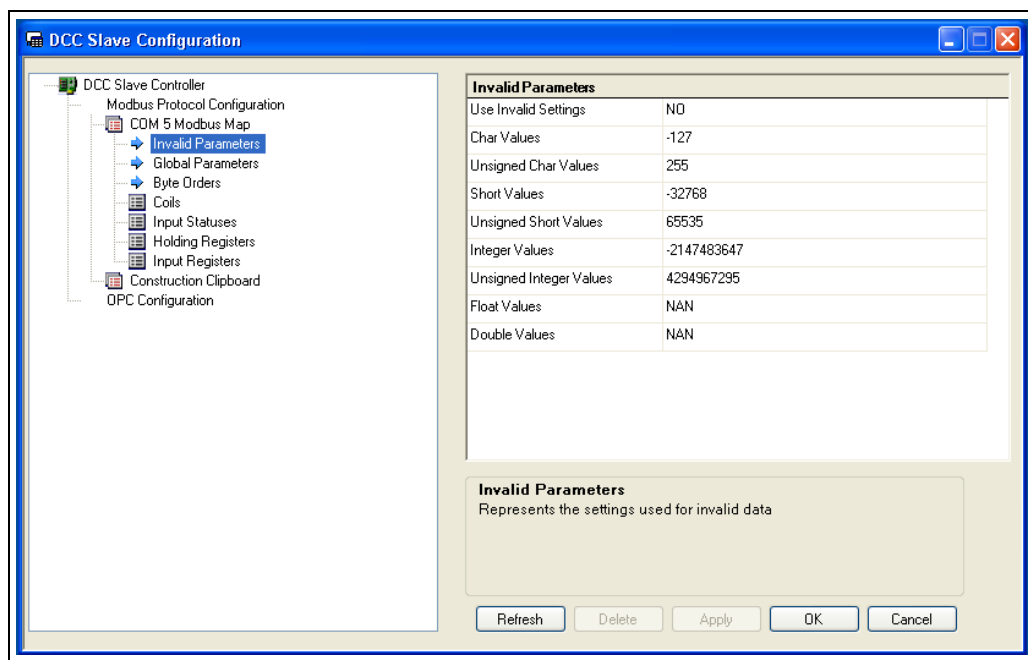 DCC Slave Configuration
DCC Slave Controller
Modbus Protocol Configuration
COM 5 Modbus Map
Invalid Parameters
Global Parameters
Byte Orders
Coils
Input Statuses
Holding Registers
Input Registers
Construction Clipboard
OPC Configuration
Invalid Parameters
Use Invalid Settings NO
Char Values -127
Unsigned Char Values 255
Short Values -32768
Unsigned Short Values 65535
Integer Values -2147483647
Unsigned Integer Values 4294967295
Float Values NAN
Double Values NAN
Invalid Parameters
Represents the settings used for invalid data
Refresh Delete Apply OK Cancel